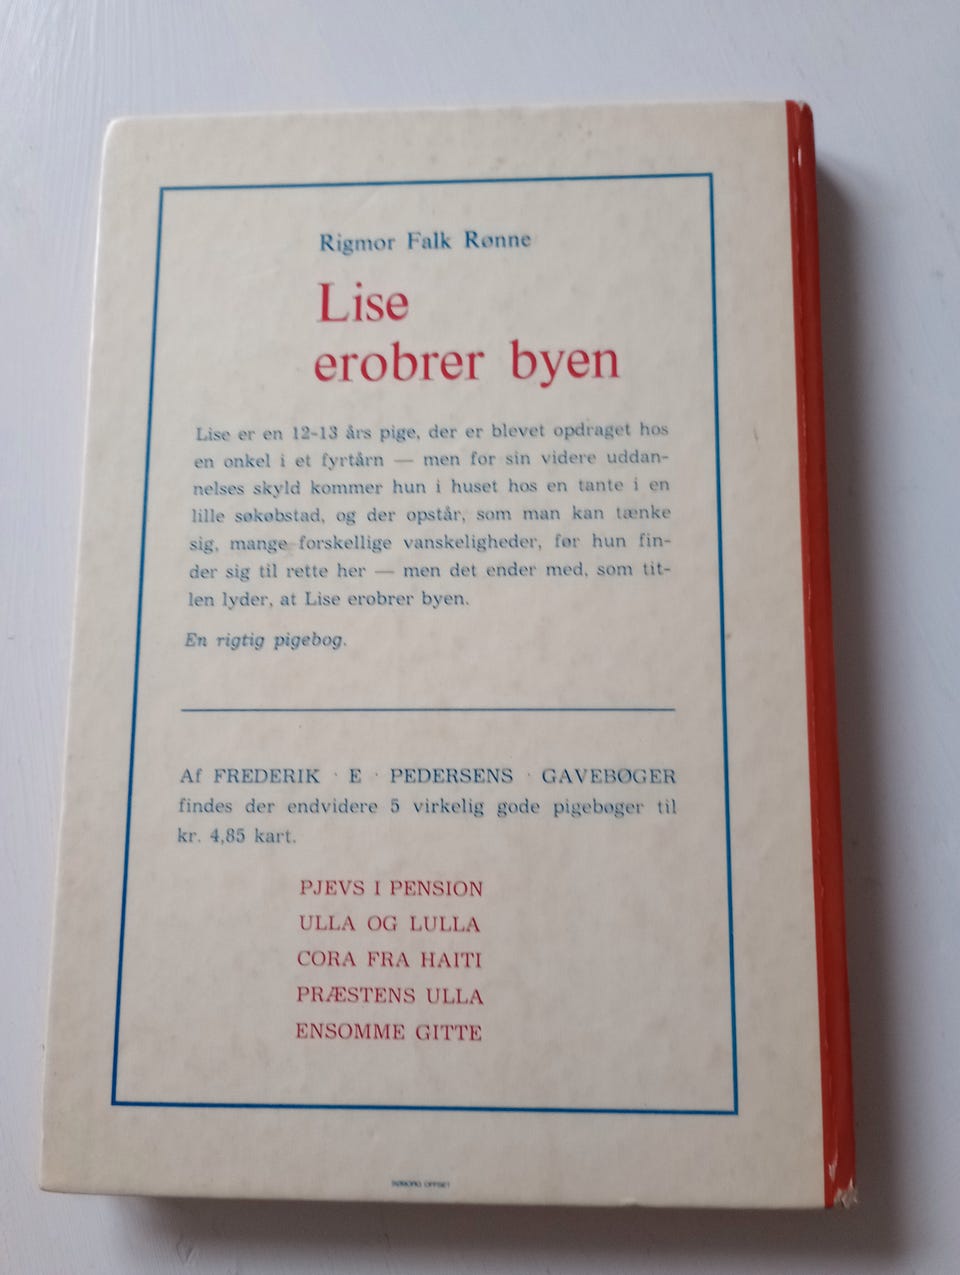 Rigmor Falk Rønne
Lise
erobrer byen
Lise er en 12-13 års pige, der er blevet opdraget hos
en onkel i et fyrtårn — men for sin videre uddan-
nelses skyld kommer hun i huset hos en tante i en
lille søkøbstad, og der opstår, som man kan tænke
sig, mange forskellige vanskeligheder, før hun fin-
der sig til rette her — men det ender med, som tit-
len lyder, at Lise erobrer byen.
En rigtig pigebog.
Af FREDERIK · E · PEDERSENS · GAVEBØGER
findes der endvidere 5 virkelig gode pigebøger til
kr. 4,85 kart.
PJEVS I PENSION
ULLA OG LULLA
CORA FRA HAITI
PRÆSTENS ULLA
ENSOMME GITTE
OFFSET